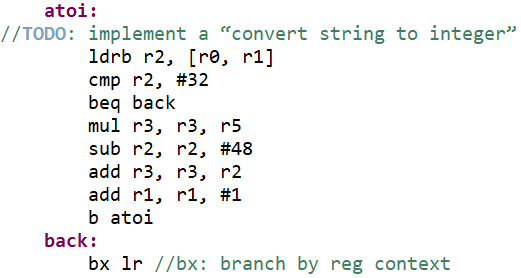 atoi:
//TODO: implement a “convert string to integer”
ldrb r2, [r0, r1]
cmp r2, #32
beq back
mul r3, r3, r5
sub r2, r2, #48
add r3, r3, r2
add r1, r1, #1
b atoi
back:
bx lr //bx: branch by reg context